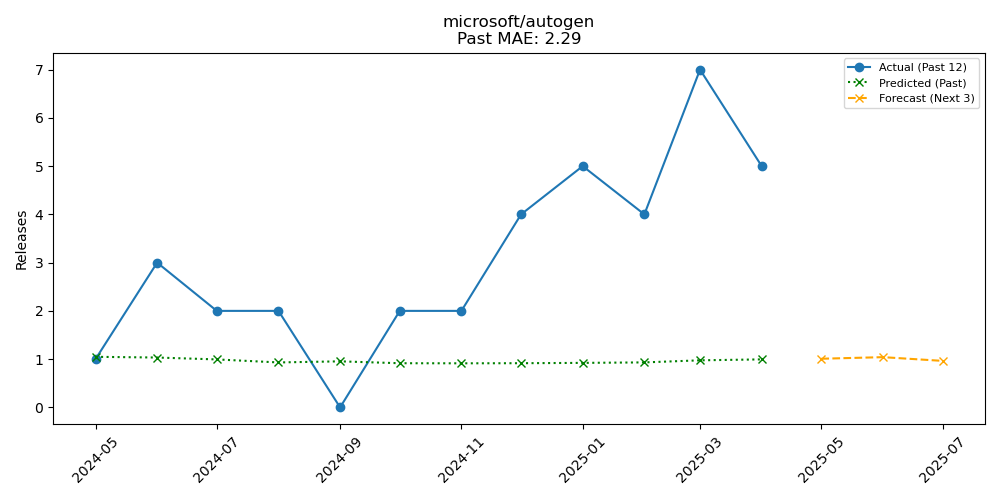 microsoft/autogen
Past MAE: 2.29
Actual (Past 12)
Predicted (Past)
Forecast (Next 3)
Releases
7
6
5
4
3
2
1
0
2024-05
2024-07
2024-09
2024-11
2025-01
2025-03
2025-05
2025-07